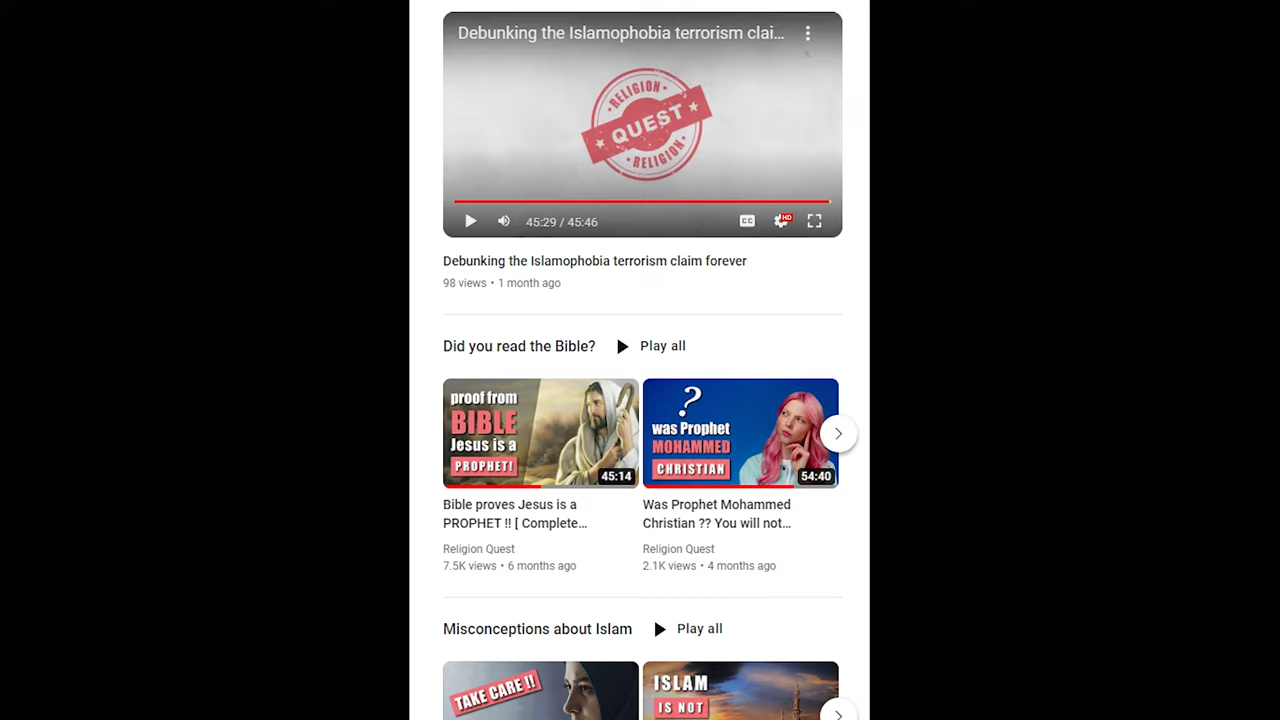 Debunking the Islamophobia terrorism clai...
RELIGION
QUEST
RELIGION
45:29 / 45:46
CC
HD
Debunking the Islamophobia terrorism claim forever
98 views • 1 month ago
Did you read the Bible?
Play all
proof from
BIBLE
Jesus is a
PROPHET!
45:14
?
was Prophet
MOHAMMED
CHRISTIAN
54:40
Bible proves Jesus is a
PROPHET !! [ Complete...
Religion Quest
7.5K views • 6 months ago
Was Prophet Mohammed
Christian ?? You will not...
Religion Quest
2.1K views • 4 months ago
Misconceptions about Islam
Play all
TAKE CARE !!
ISLAM
IS NOT